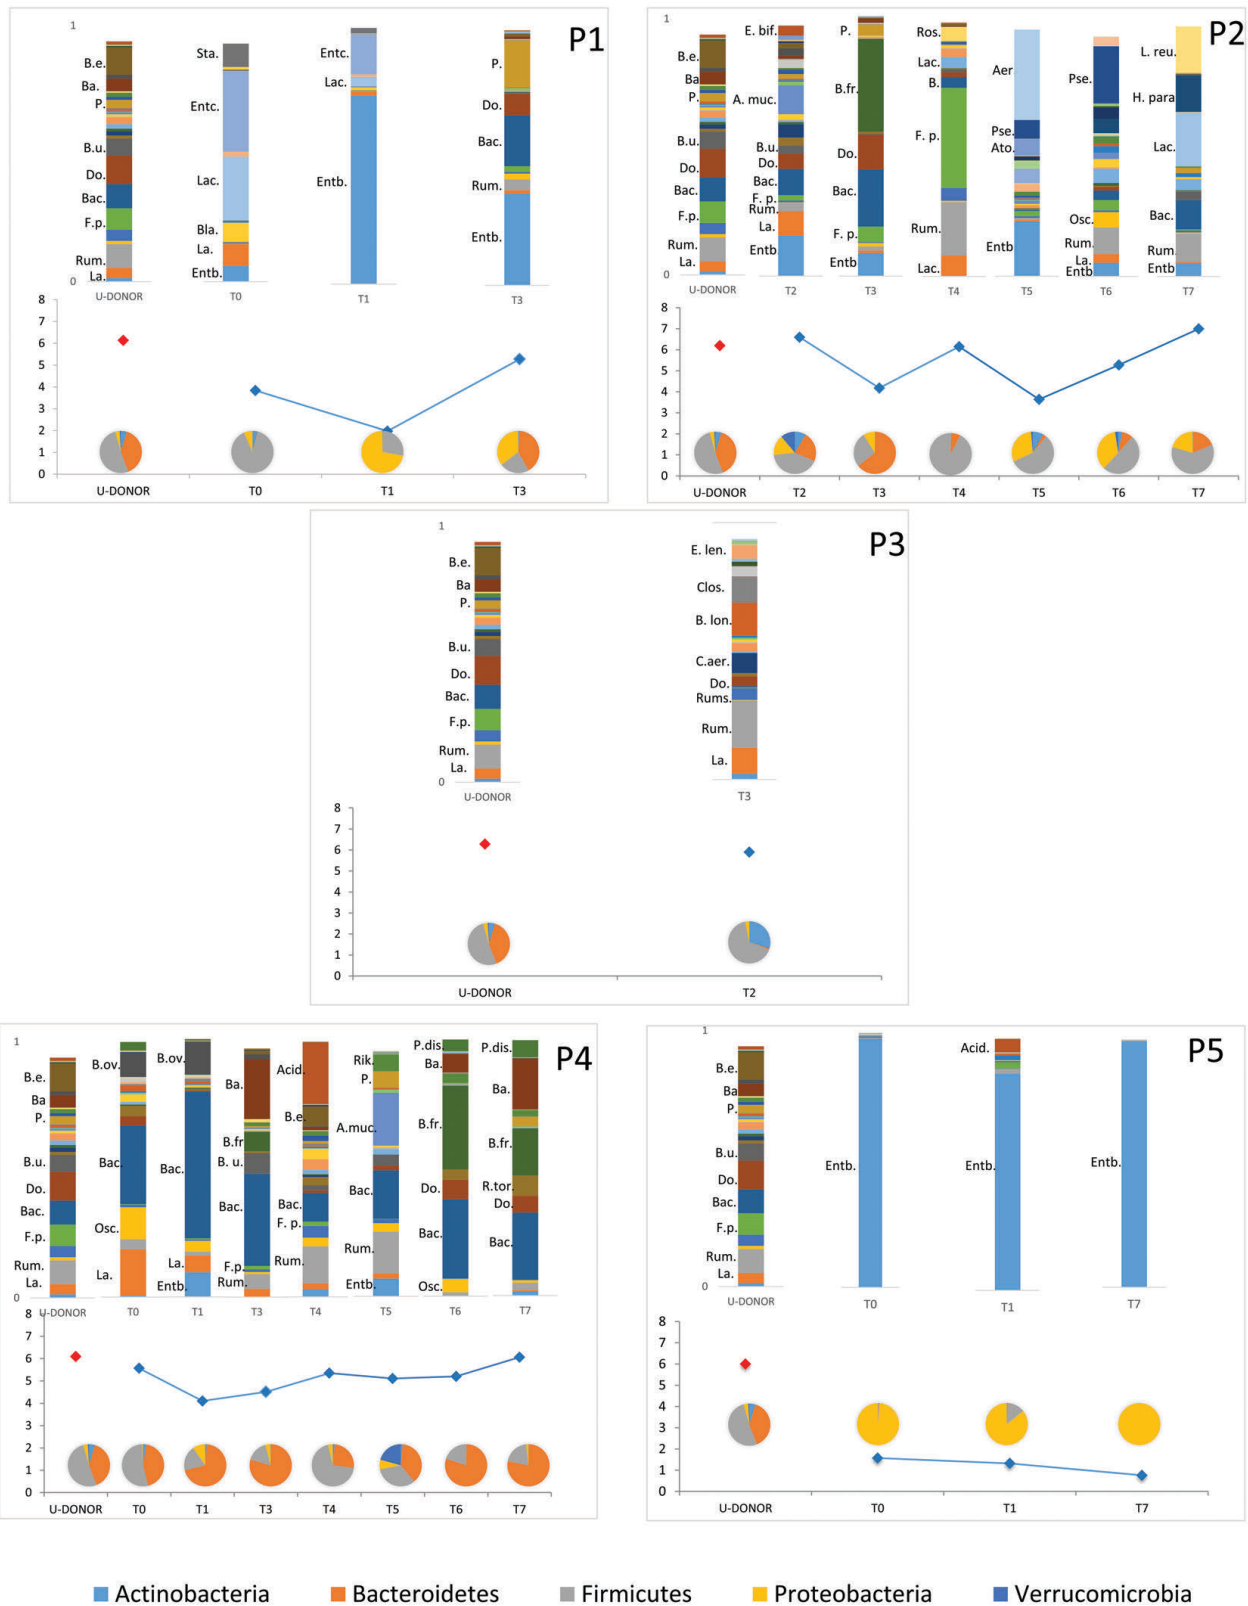 P1
1
B.e.
Ba.
P.
B.u.
Do.
Bac.
F.p.
Rum.
La.
0
U-DONOR
Sta.
Entc.
Lac.
Bla.
La.
Entb.
T0
Entc.
Lac.
Entb.
T1
P.
Do.
Bac.
Rum.
Entb.
T3
8
7
6
5
4
3
2
1
0
U-DONOR T0 T1 T3
P2
1
B.e.
Ba
P.
B.u.
Do.
Bac.
F.p.
Rum.
La.
0
U-DONOR
E. bif.
A. muc.
B.u.
Do.
Bac.
F. p.
Rum.
La.
Entb
T2
P.
B.fr.
Do.
Bac.
F. p.
Entb
T3
Ros.
Lac.
B.
F. p.
Rum.
Lac.
T4
Aer
Pse.
Ato.
Entb
T5
Pse.
Osc.
Rum.
La.
Entb
T6
L. reu.
H. para
Lac.
Bac.
Rum
Entb
T7
8
7
6
5
4
3
2
1
0
U-DONOR T2 T3 T4 T5 T6 T7
P3
1
B.e.
Ba
P.
B.u.
Do.
Bac.
F.p.
Rum.
La.
0
U-DONOR
E. len.
Clos.
B. lon.
C.aer.
Do.
Rums.
Rum.
La.
T3
8
7
6
5
4
3
2
1
0
U-DONOR T2
P4
1
B.e.
Ba
P.
B.u.
Do.
Bac.
F.p.
Rum.
La.
0
U-DONOR
B.ov.
Bac.
Osc.
La.
T0
B.ov.
Bac.
La.
Entb.
T1
Ba.
B.fr
B. u.
Bac.
F.p.
Rum.
T3
Acid.
B.e.
Bac.
F. p.
Rum.
T4
Rik.
P.
A.muc.
Bac.
Rum.
Entb.
T5
P.dis.
Ba.
B.fr.
Do.
Bac.
Osc.
T6
P.dis.
Ba.
B.fr.
R.tor.
Do.
Bac.
T7
8
7
6
5
4
3
2
1
0
U-DONOR T0 T1 T3 T4 T5 T6 T7
P5
1
B.e.
Ba
P.
B.u.
Do.
Bac.
F.p.
Rum.
La.
0
U-DONOR
Entb.
T0
Acid.
Entb.
T1
Entb.
T7
8
7
6
5
4
3
2
1
0
U-DONOR T0 T1 T7
Actinobacteria Bacteroidetes Firmicutes Proteobacteria Verrucomicrobia